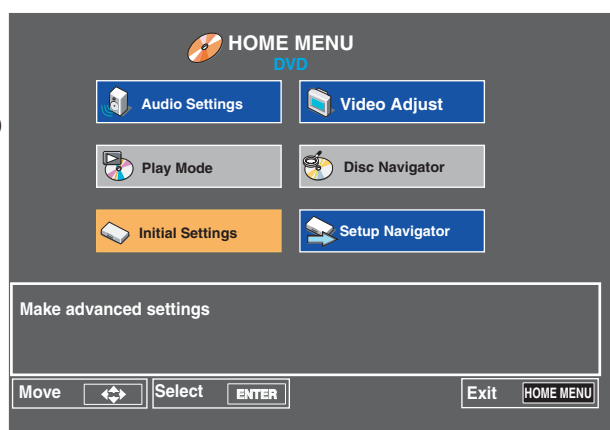 HOME MENU
DVD
Audio Settings
Video Adjust
Play Mode
Disc Navigator
Initial Settings
Setup Navigator
Make advanced settings
Move
Select ENTER
Exit HOME MENU